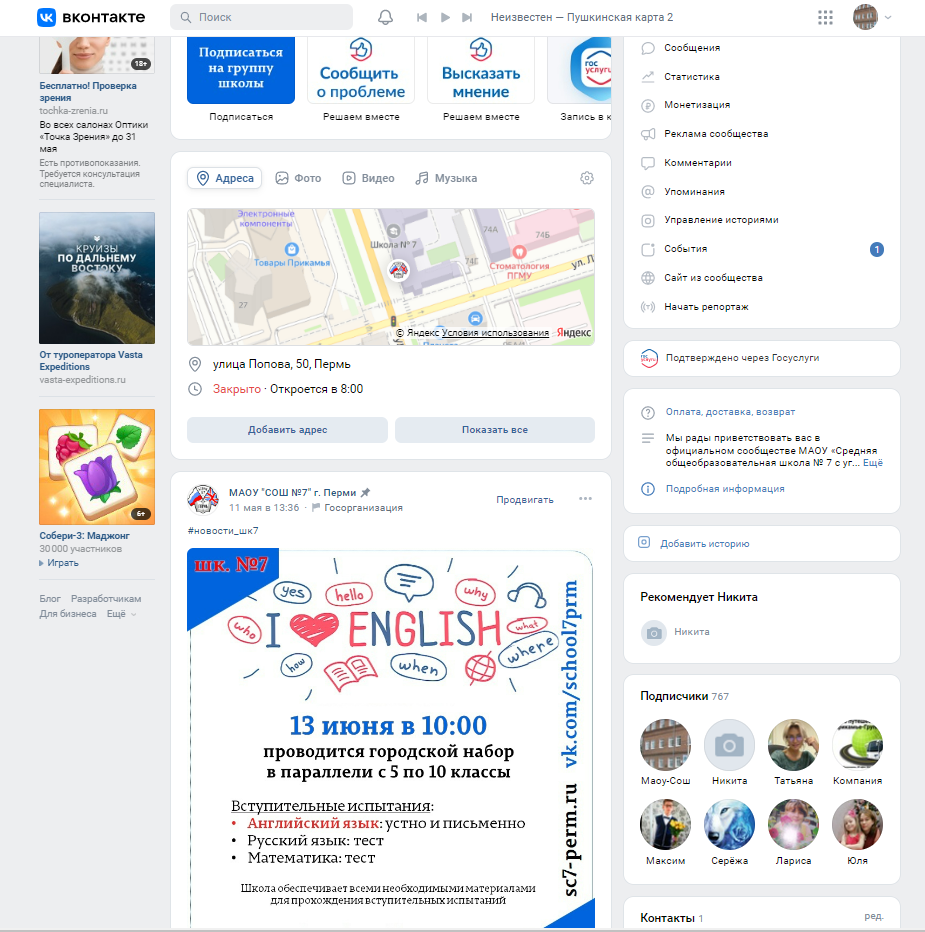 вконтакте
Поиск
Неизвестен — Пушкинская карта 2
18+
Бесплатно! Проверка
зрения
tochka-zrenia.ru
Во всех салонах Оптики
«Точка Зрения» до 31
мая
Есть противопоказания.
Требуется консультация
специалиста.
КРУИЗЫ
ПО ДАЛЬНЕМУ
ВОСТОКУ
От туроператора Vasta
Expeditions
vasta-expeditions.ru
6+
Собери-3: Маджонг
30 000 участников
Играть
Блог Разработчикам
Для бизнеса Ещё
Подписаться
на группу
школы
Сообщить
о проблеме
Высказать
мнение
гос
услуги
Подписаться
Решаем вместе
Решаем вместе
Запись в к
Адреса
Фото
Видео
Музыка
Электронные
компоненты
Школа № 7
74А
74Б
Товары Прикамья
74Г
Стоматология
ПГМУ
ул. Л
27
© Яндекс Условия использования Яндекс
улица Попова, 50, Пермь
Закрыто · Откроется в 8:00
Добавить адрес
Показать все
МАОУ "СОШ №7" г. Перми
11 мая в 13:36 · Госорганизация
Продвигать
#новости_шк7
шк. №7
yes
hello
why
who
I ENGLISH
what
how
when
where
vk.com/school7prm
sc7-perm.ru
13 июня в 10:00
проводится городской набор
в параллели с 5 по 10 классы
Вступительные испытания:
• Английский язык: устно и письменно
• Русский язык: тест
• Математика: тест
Школа обеспечивает всеми необходимыми материалами
для прохождения вступительных испытаний
Сообщения
Статистика
Монетизация
Реклама сообщества
Комментарии
Упоминания
Управление историями
События
1
Сайт из сообщества
Начать репортаж
Подтверждено через Госуслуги
Оплата, доставка, возврат
Мы рады приветствовать вас в
официальном сообществе МАОУ «Средняя
общеобразовательная школа № 7 с уг... Ещё
Подробная информация
Добавить историю
Рекомендует Никита
Никита
Подписчики 767
Маоу-Сош
Никита
Татьяна
Компания
Максим
Серёжа
Лариса
Юля
Контакты 1
ред.